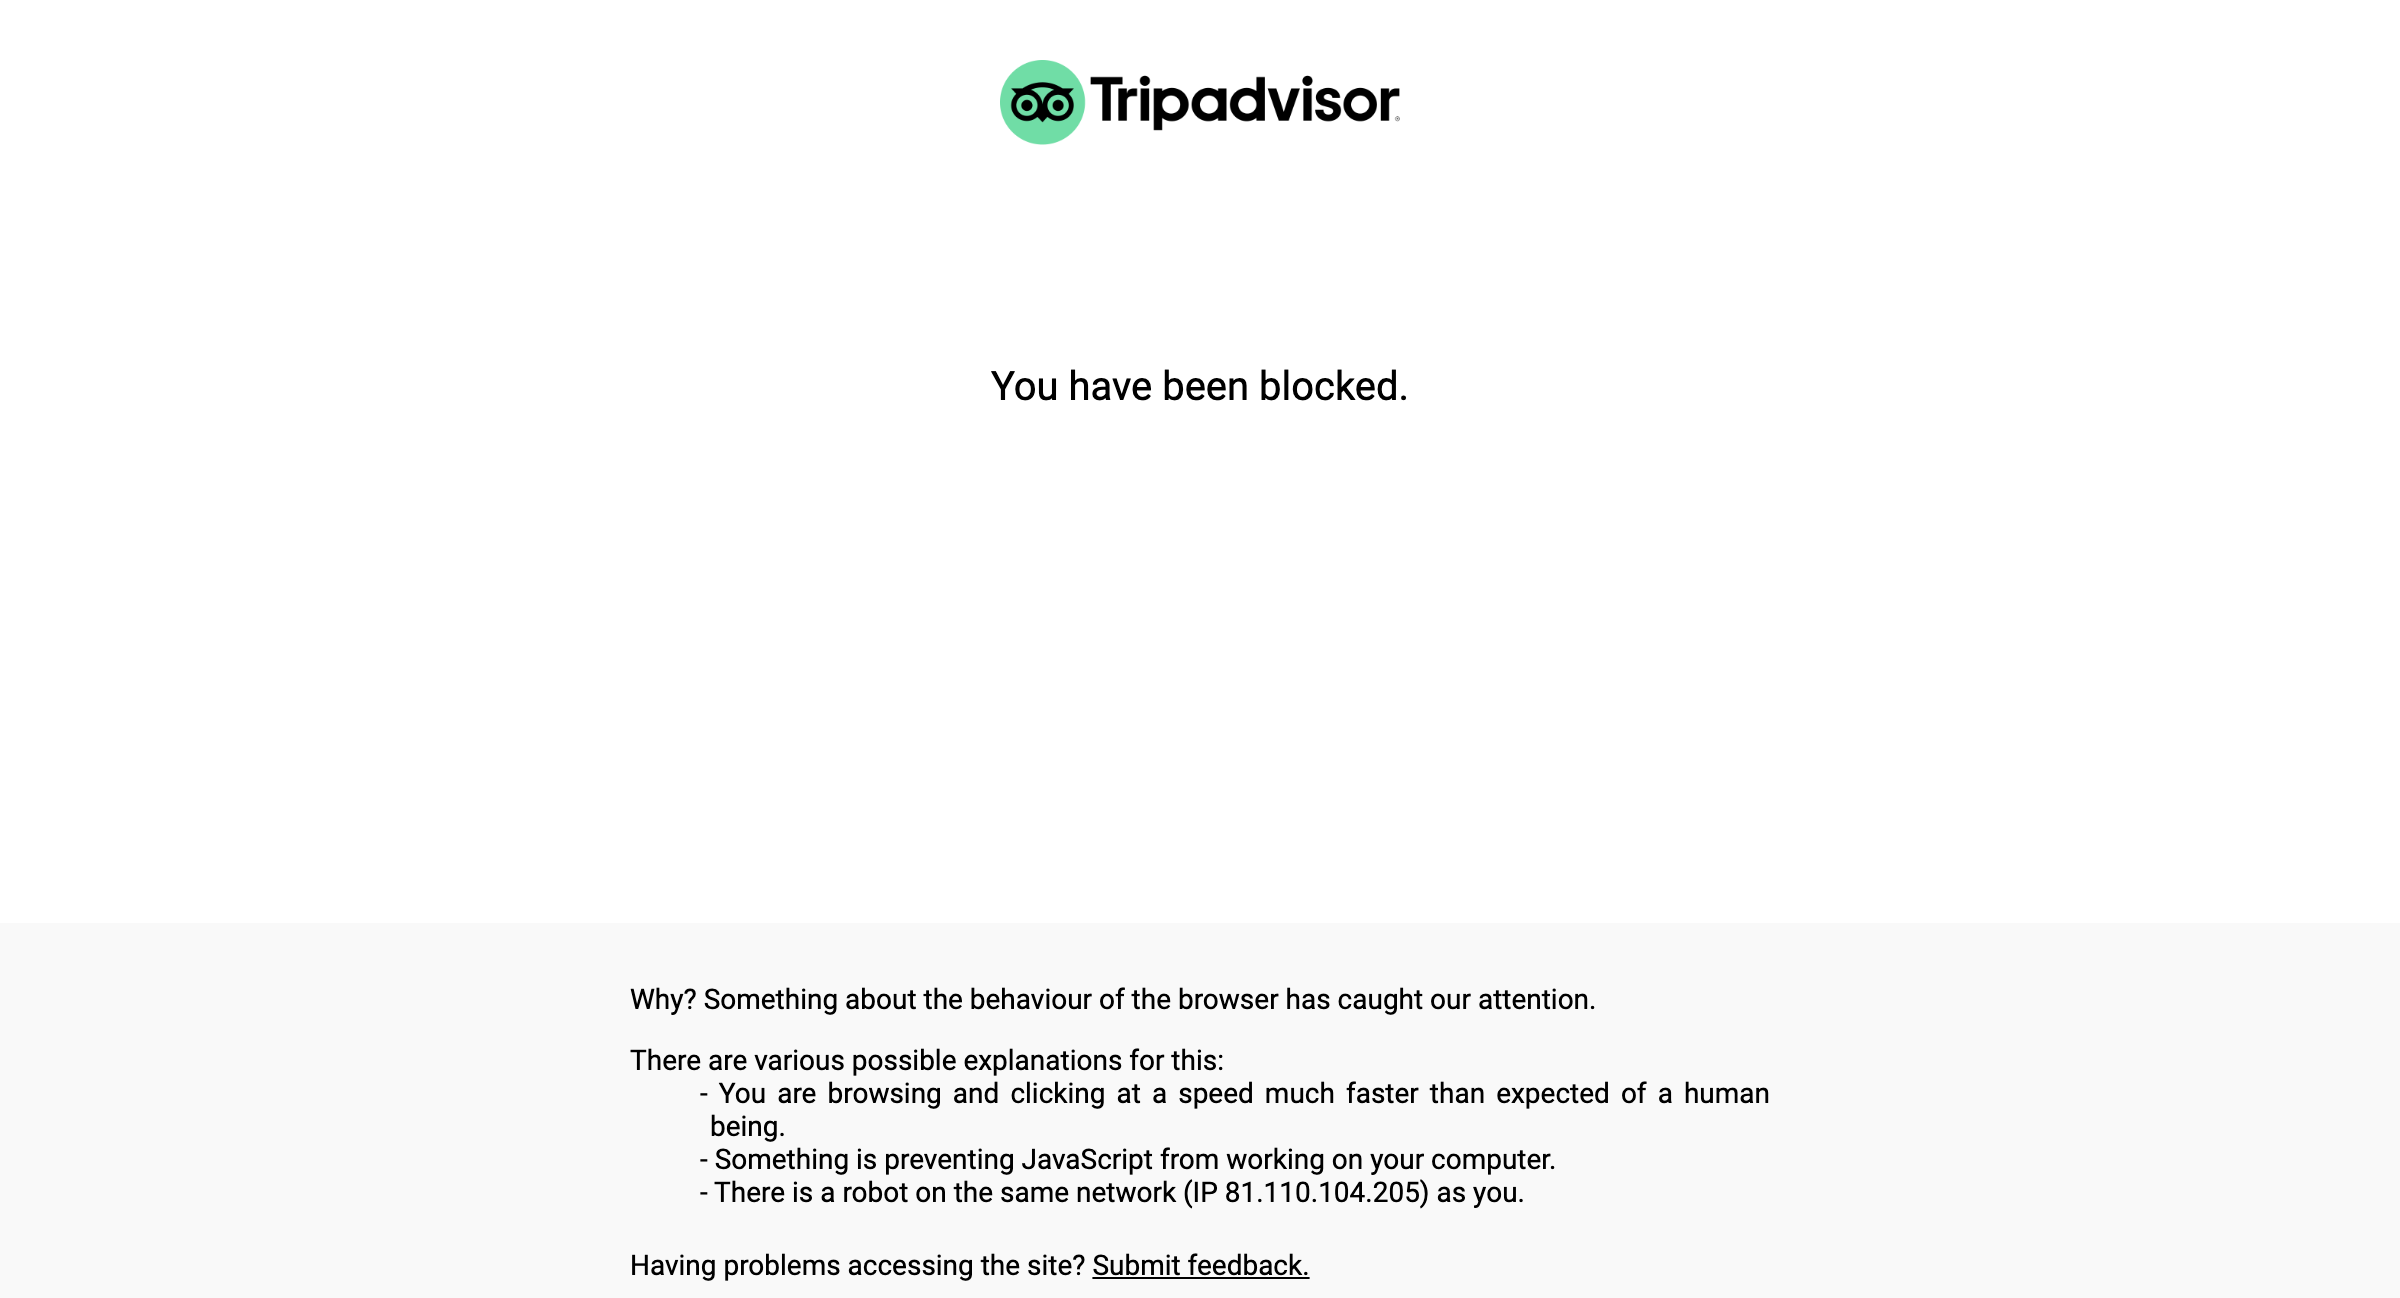 Tripadvisor®
You have been blocked.
Why? Something about the behaviour of the browser has caught our attention.
There are various possible explanations for this:
- You are browsing and clicking at a speed much faster than expected of a human
being.
- Something is preventing JavaScript from working on your computer.
- There is a robot on the same network (IP 81.110.104.205) as you.
Having problems accessing the site? Submit feedback.